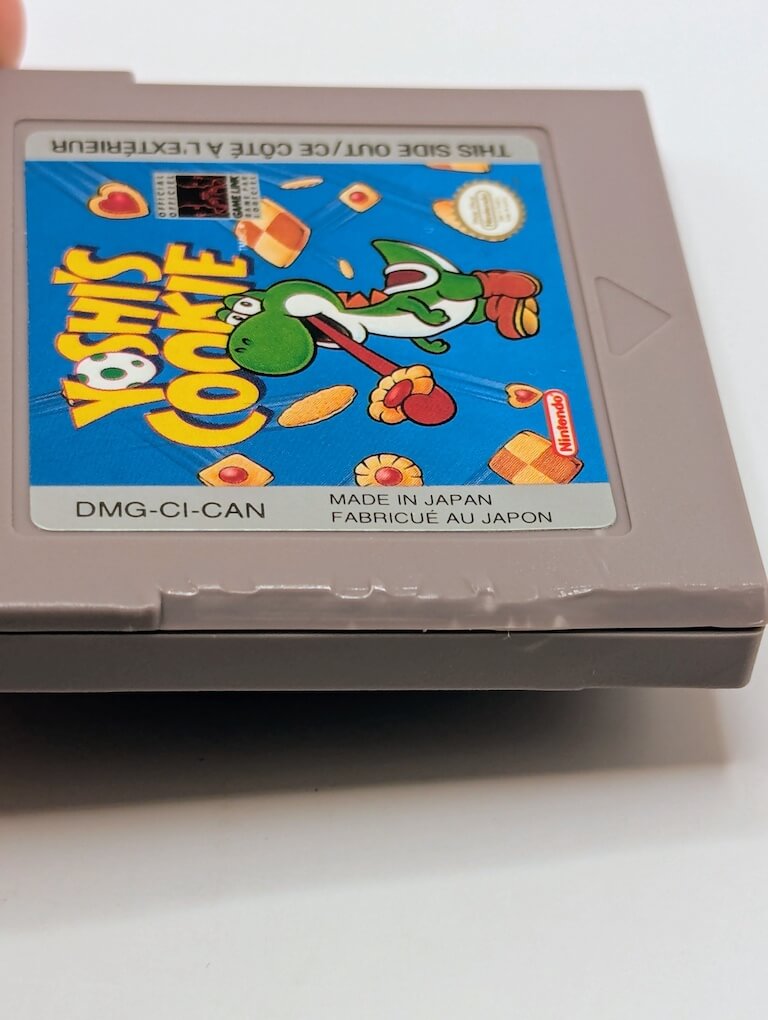 THIS SIDE OUT/CE CÔTÉ À L'EXTÉRIEUR
YOSHI'S
COOKIE
Nintendo
DMG-CI-CAN
MADE IN JAPAN
FABRICUÉ AU JAPON
OFFICIAL
GAME LINK